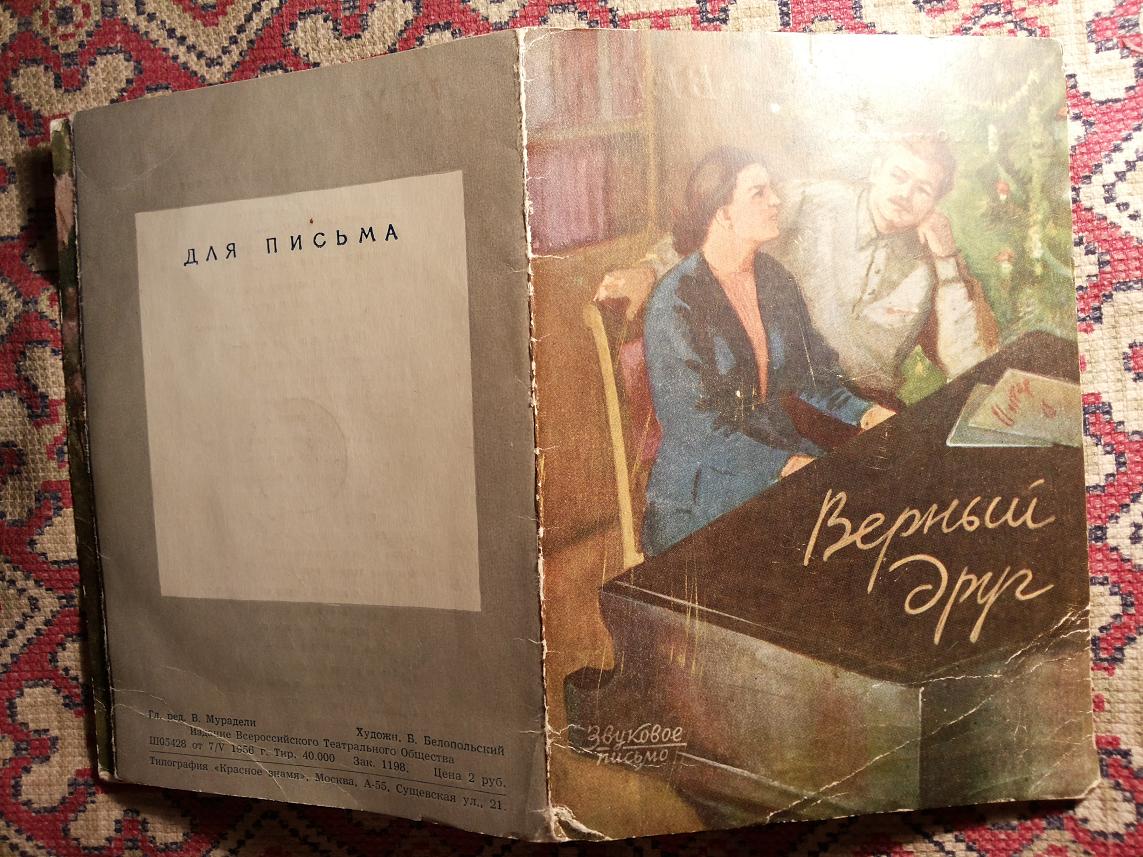 ДЛЯ ПИСЬМА
Гл. ред. В. Мурадели Художн. Б. Белопольский
Издание Всероссийского Театрального Общества
Ш05428 от 7/V 1956 г. Тир. 40.000 Зак. 1198. Цена 2 руб.
Типография «Красное знамя», Москва, А-55, Сущевская ул., 21.
Верный
друг
Звуковое
письмо